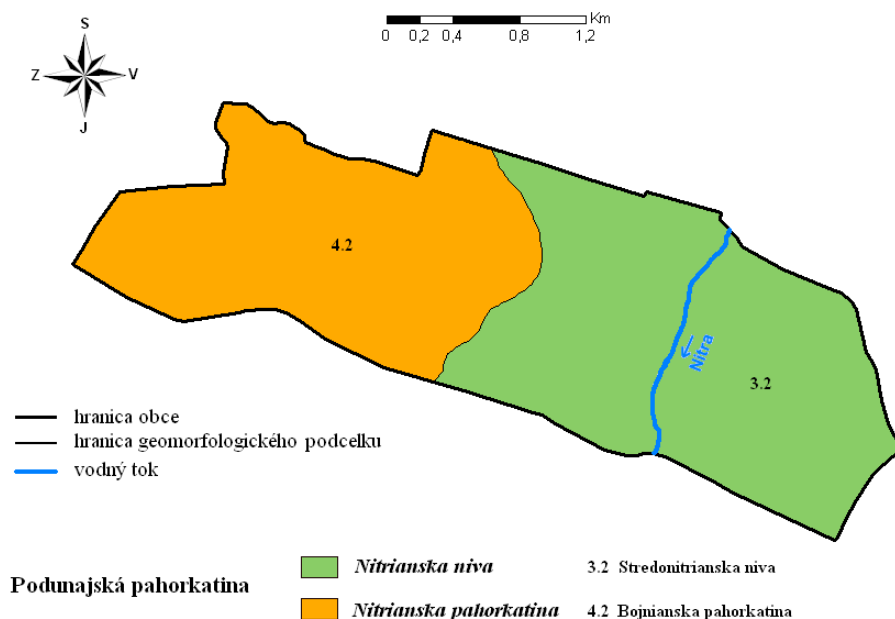 Km
0 0,2 0,4 0,8 1,2
S
Z V
J
4.2
Nitra
3.2
hranica obce
hranica geomorfologického podcelku
vodný tok
Podunajská pahorkatina
Nitrianska niva
Nitrianska pahorkatina
3.2 Stredonitrianska niva
4.2 Bojnianska pahorkatina